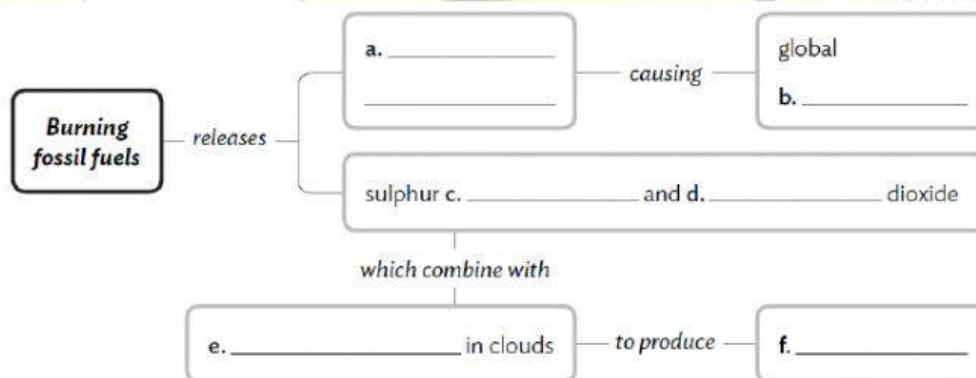 a. ____________
____________
causing
global
b. ____________
Burning
fossil fuels
releases
sulphur c. ____________ and d. ____________ dioxide
which combine with
e. ____________ in clouds
to produce
f. ____________